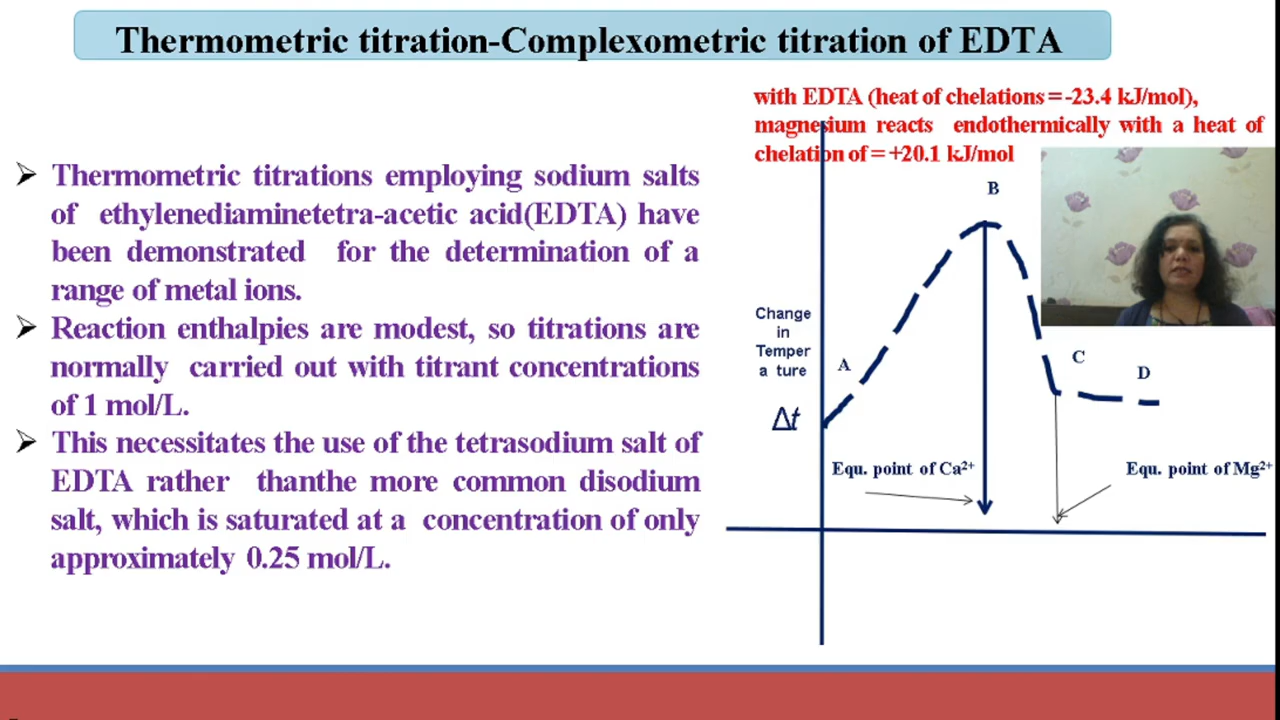 Thermometric titration-Complexometric titration of EDTA
with EDTA (heat of chelations = -23.4 kJ/mol),
magnesium reacts endothermically with a heat of
chelation of = +20.1 kJ/mol
➢ Thermometric titrations employing sodium salts
of ethylenediaminetetra-acetic acid(EDTA) have
been demonstrated for the determination of a
range of metal ions.
➢ Reaction enthalpies are modest, so titrations are
normally carried out with titrant concentrations
of 1 mol/L.
➢ This necessitates the use of the tetrasodium salt of
EDTA rather thanthe more common disodium
salt, which is saturated at a concentration of only
approximately 0.25 mol/L.
B
Change
in
Temper
a ture
Δt
A
C
D
Equ. point of Ca²⁺
Equ. point of Mg²⁺